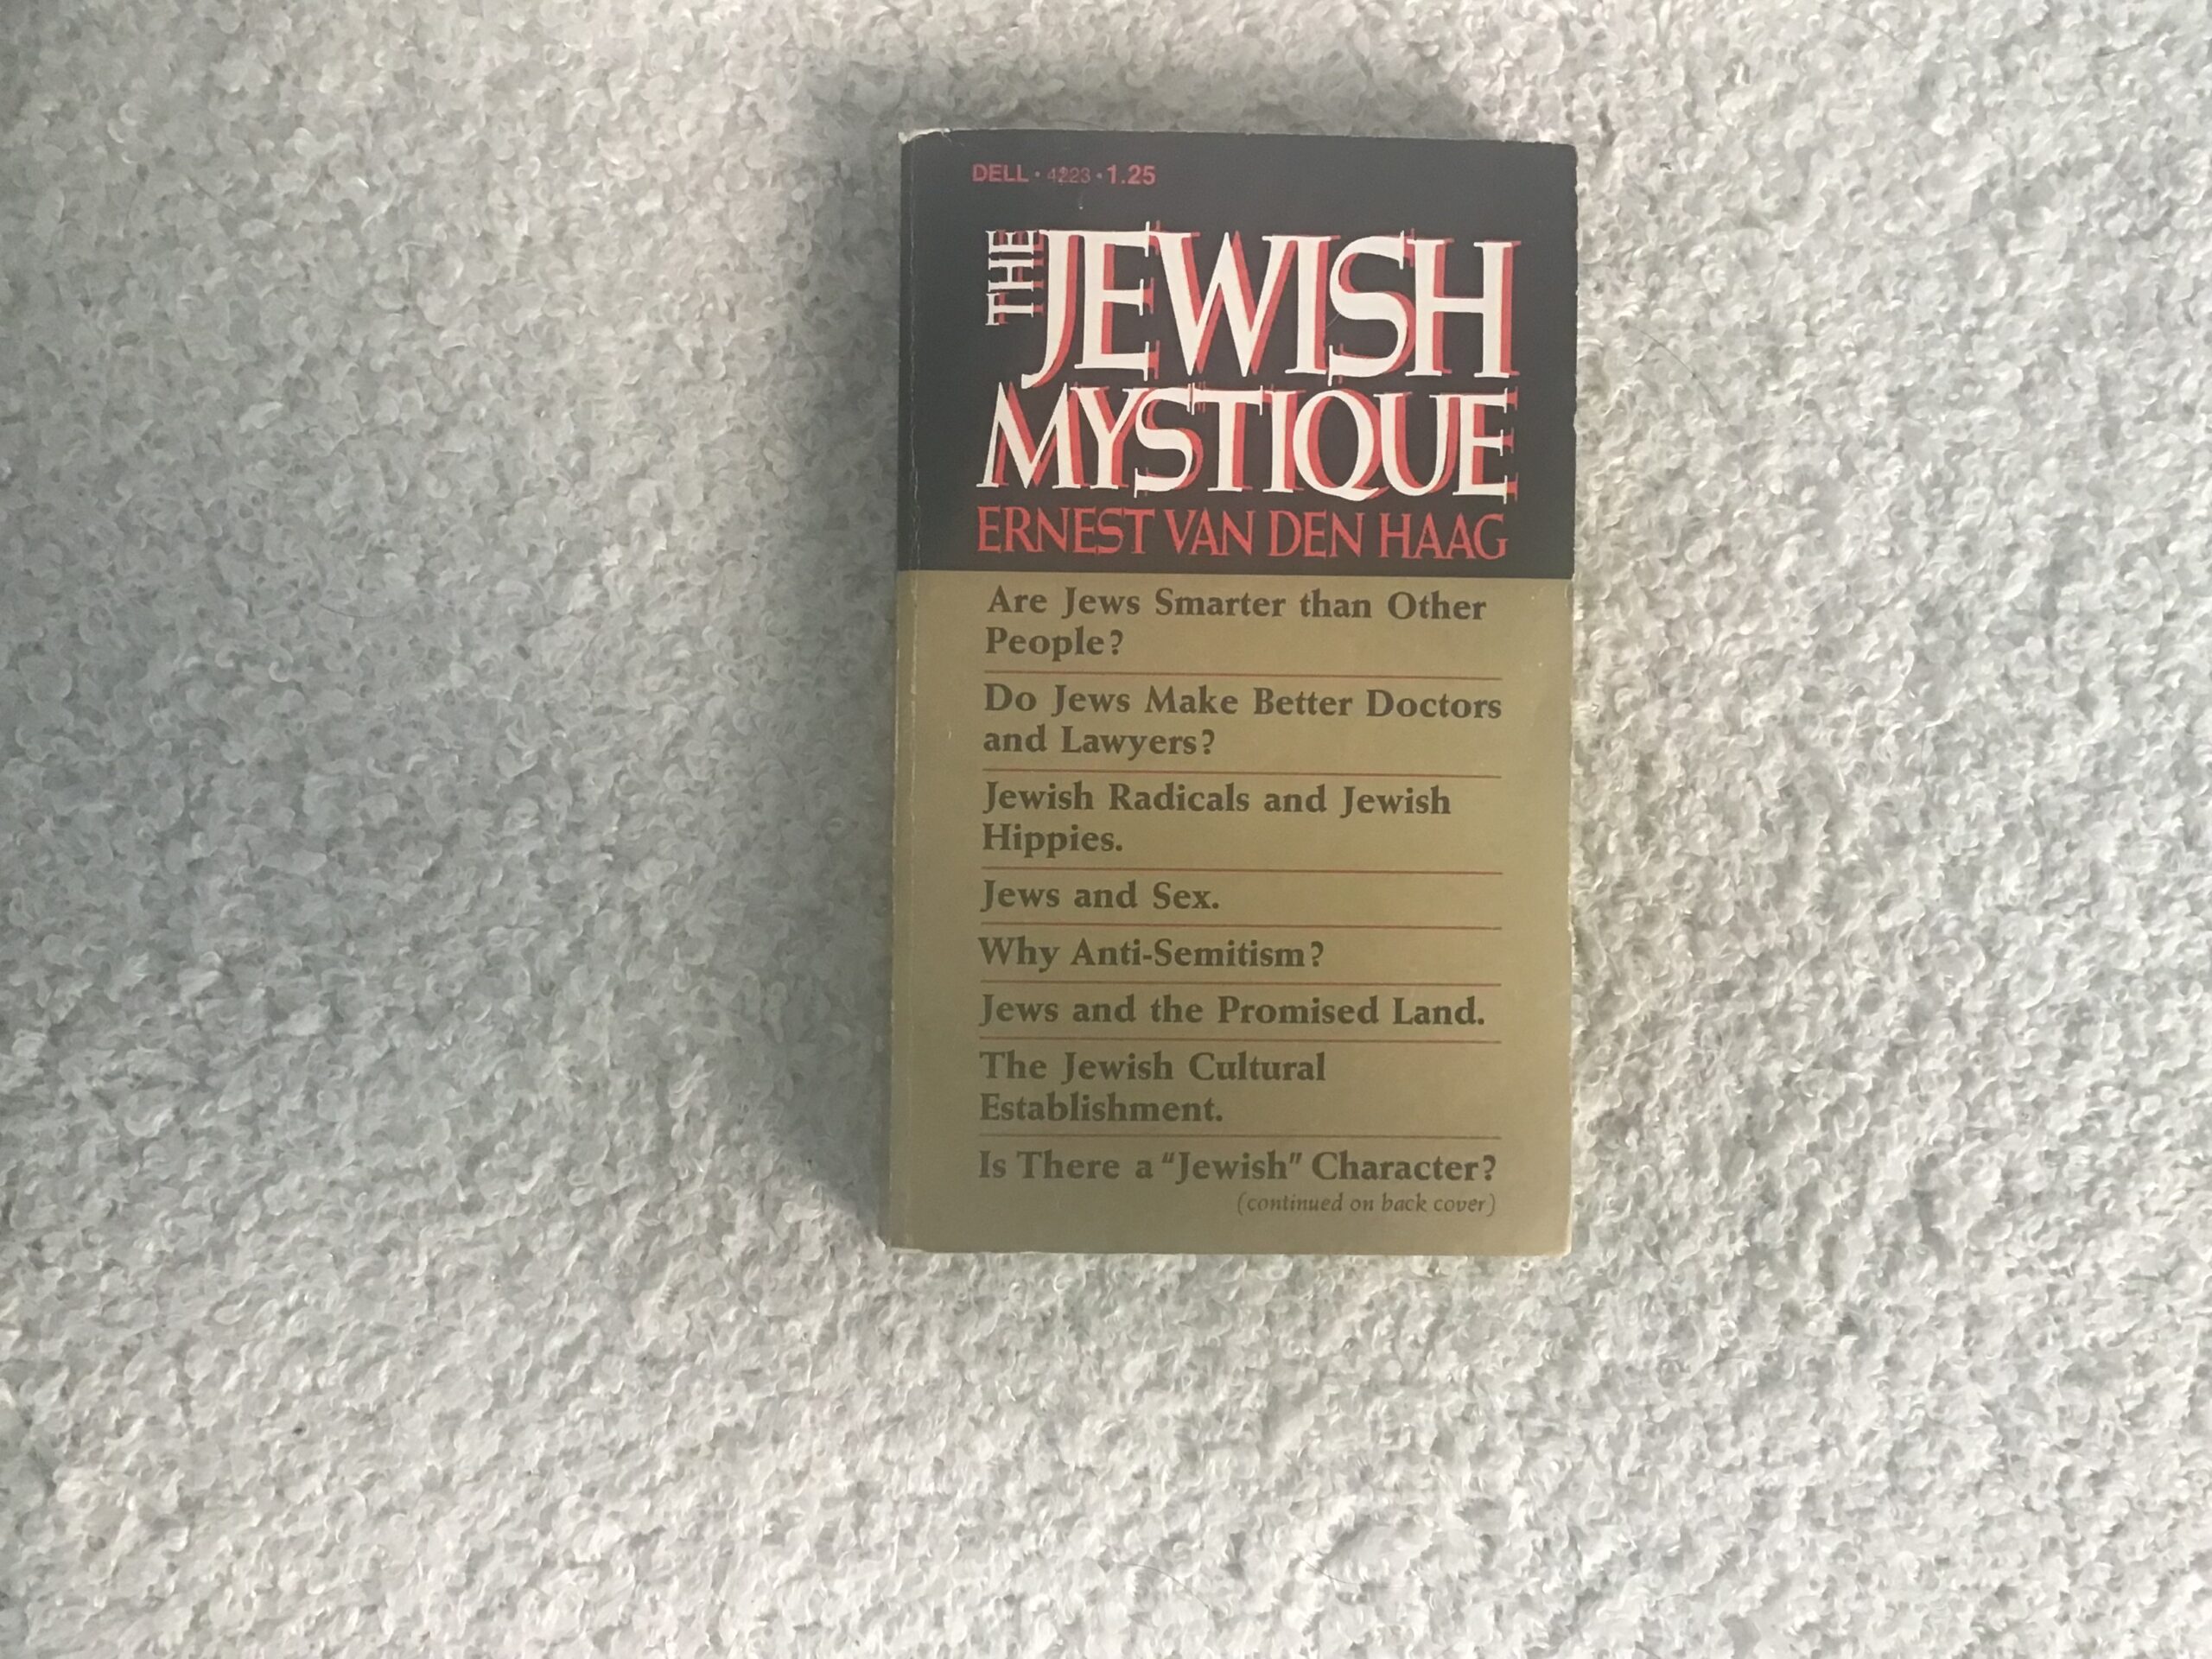 DELL • 4223 • 1.25
THE JEWISH
MYSTIQUE
ERNEST VAN DEN HAAG
Are Jews Smarter than Other
People?
Do Jews Make Better Doctors
and Lawyers?
Jewish Radicals and Jewish
Hippies.
Jews and Sex.
Why Anti-Semitism?
Jews and the Promised Land.
The Jewish Cultural
Establishment.
Is There a "Jewish" Character?
(continued on back cover)